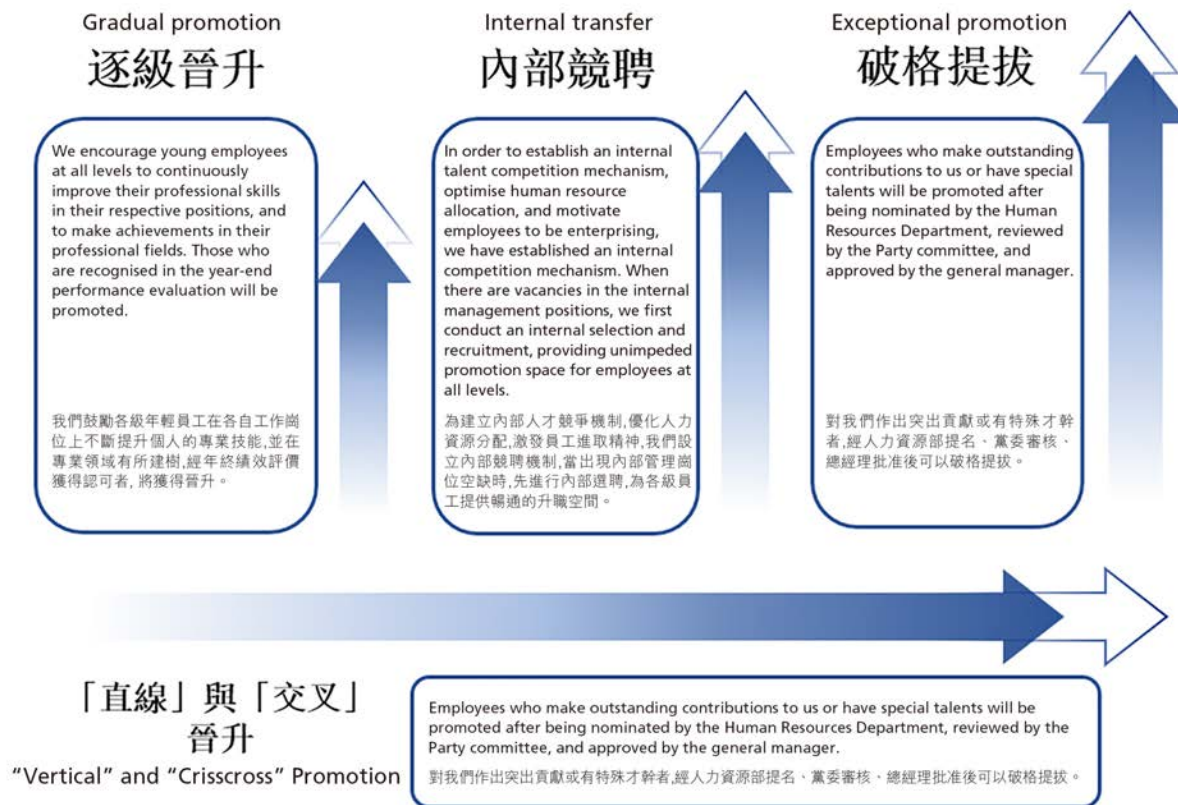 Gradual promotion
逐級晉升
We encourage young employees
at all levels to continuously
improve their professional skills
in their respective positions, and
to make achievements in their
professional fields. Those who
are recognised in the year-end
performance evaluation will be
promoted.
我們鼓勵各級年輕員工在各自工作崗
位上不斷提升個人的專業技能,並在
專業領域有所建樹,經年終績效評價
獲得認可者, 將獲得晉升。
Internal transfer
內部競聘
In order to establish an internal
talent competition mechanism,
optimise human resource
allocation, and motivate
employees to be enterprising,
we have established an internal
competition mechanism. When
there are vacancies in the internal
management positions, we first
conduct an internal selection and
recruitment, providing unimpeded
promotion space for employees at
all levels.
為建立內部人才競爭機制,優化人力
資源分配,激發員工進取精神,我們設
立內部競聘機制,當出現內部管理崗
位空缺時,先進行內部選聘,為各級員
工提供暢通的升職空間。
Exceptional promotion
破格提拔
Employees who make outstanding
contributions to us or have special
talents will be promoted after
being nominated by the Human
Resources Department, reviewed
by the Party committee, and
approved by the general manager.
對我們作出突出貢獻或有特殊才幹
者,經人力資源部提名、黨委審核、
總經理批准後可以破格提拔。
「直線」與「交叉」
晉升
“Vertical” and “Crisscross” Promotion
Employees who make outstanding contributions to us or have special talents will be
promoted after being nominated by the Human Resources Department, reviewed by the
Party committee, and approved by the general manager.
對我們作出突出貢獻或有特殊才幹者,經人力資源部提名、黨委審核、總經理批准後可以破格提拔。